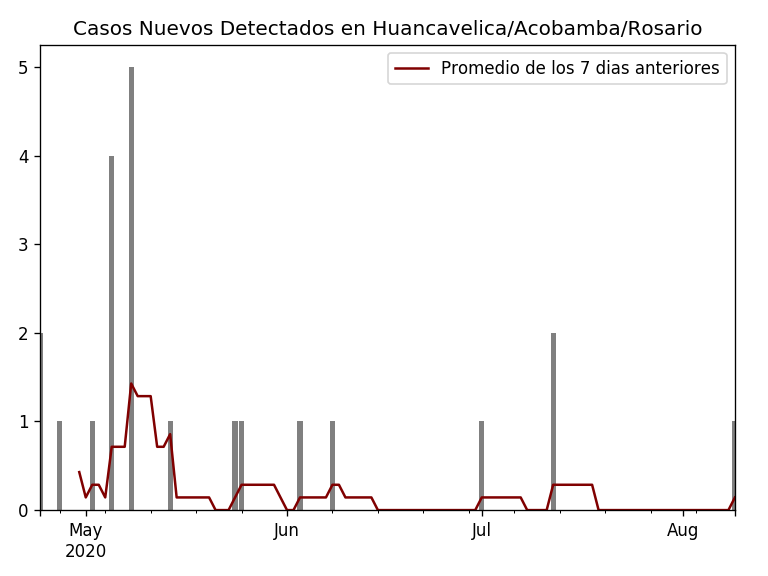 Casos Nuevos Detectados en Huancavelica/Acobamba/Rosario
Promedio de los 7 dias anteriores
5
4
3
2
1
0
May Jun Jul Aug
2020